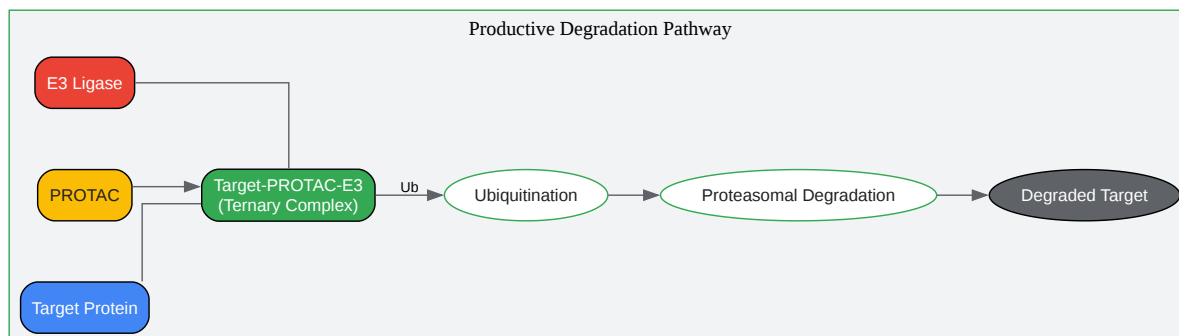 Productive Degradation Pathway
E3 Ligase
PROTAC
Target Protein
Target-PROTAC-E3
(Ternary Complex)
Ub
Ubiquitination
Proteasomal Degradation
Degraded Target